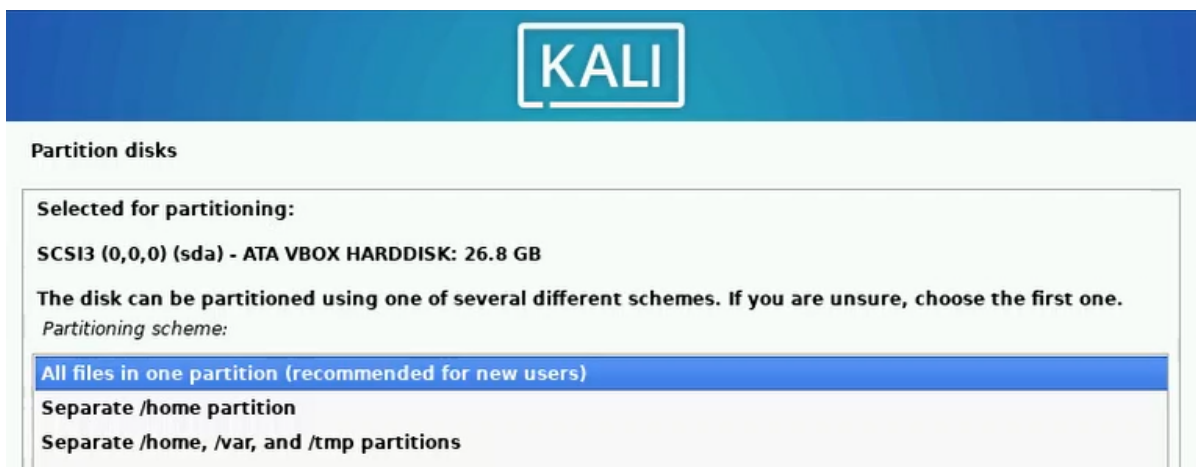 KALI
Partition disks
Selected for partitioning:
SCSI3 (0,0,0) (sda) - ATA VBOX HARDDISK: 26.8 GB
The disk can be partitioned using one of several different schemes. If you are unsure, choose the first one.
Partitioning scheme:
All files in one partition (recommended for new users)
Separate /home partition
Separate /home, /var, and /tmp partitions